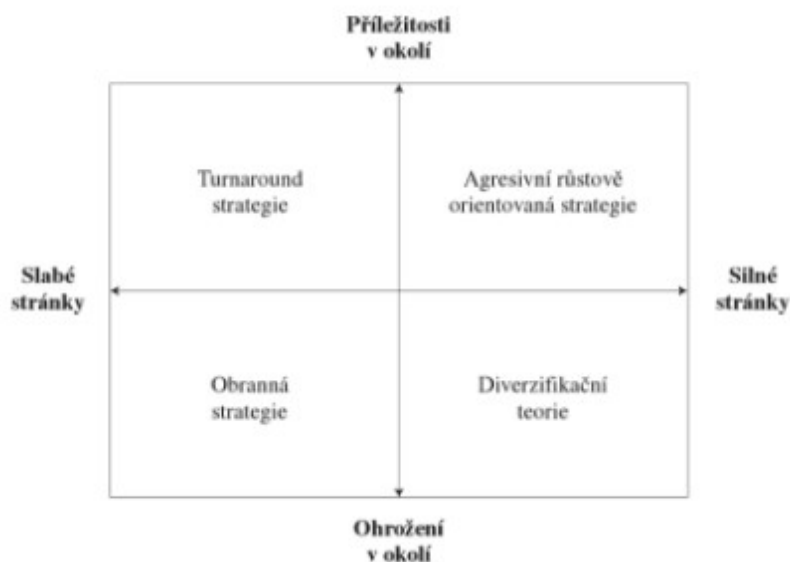 Příležitosti
v okolí
Turnaround
strategie
Agresivní růstově
orientovaná strategie
Slabé
stránky
Silné
stránky
Obranná
strategie
Diverzifikační
teorie
Ohrožení
v okolí